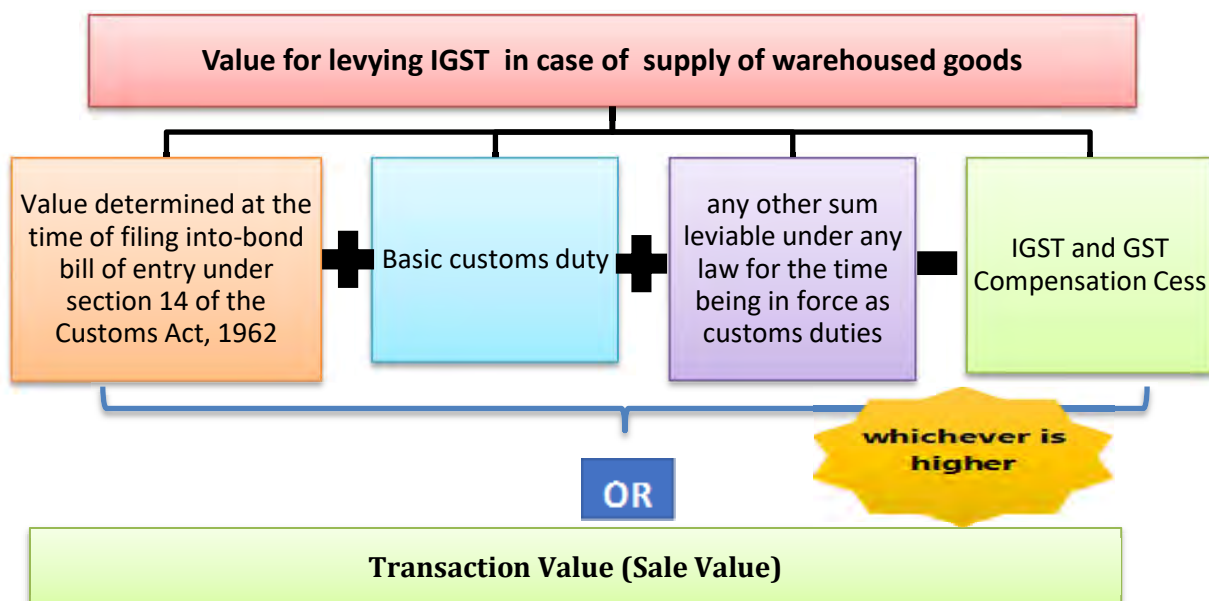 Value for levying IGST in case of supply of warehoused goods
Value determined at the
time of filing into-bond
bill of entry under
section 14 of the
Customs Act, 1962
Basic customs duty
any other sum
leviable under any
law for the time
being in force as
customs duties
IGST and GST
Compensation Cess
whichever is
higher
OR
Transaction Value (Sale Value)